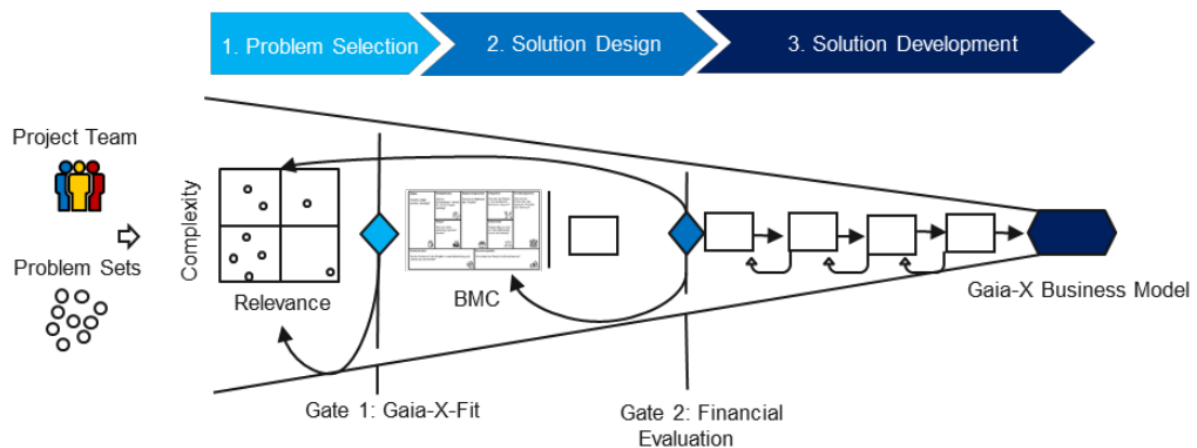 1. Problem Selection
2. Solution Design
3. Solution Development
Project Team
Problem Sets
Complexity
Relevance
BMC
Gaia-X Business Model
Gate 1: Gaia-X-Fit
Gate 2: Financial
Evaluation